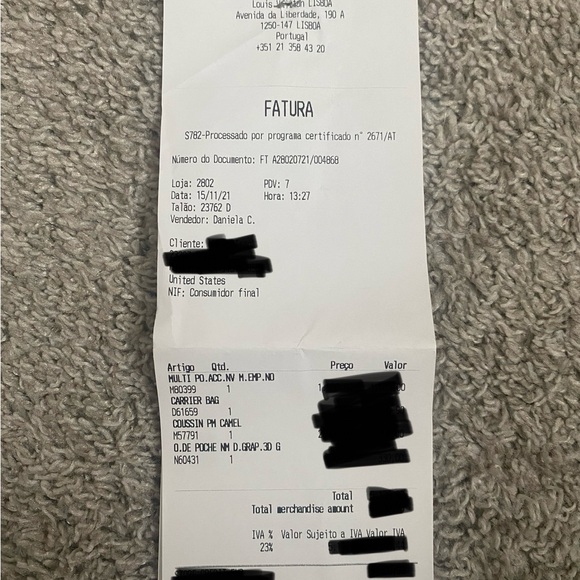 Louis LISBOA
Avenida da Liberdade, 190 A
1250-147 LISBOA
Portugal
+351 21 358 43 20
FATURA
S782-Processado por programa certificado n° 2671/AT
Número do Documento: FT A28020721/004868
Loja: 2802 PDV: 7
Data: 15/11/21 Hora: 13:27
Talão: 23762 D
Vendedor: Daniela C.
Cliente:
United States
NIF: Consumidor final
Artigo Qtd. Preço Valor
MULTI PO.ACC.NV M.EMP.NO
M80399 1
CARRIER BAG
D61659 1
COUSSIN PM CAMEL
M57791 1
O.DE POCHE NM D.GRAP.3D G
N60431 1
Total
Total merchandise amount
IVA % Valor Sujeito a IVA Valor IVA
23%